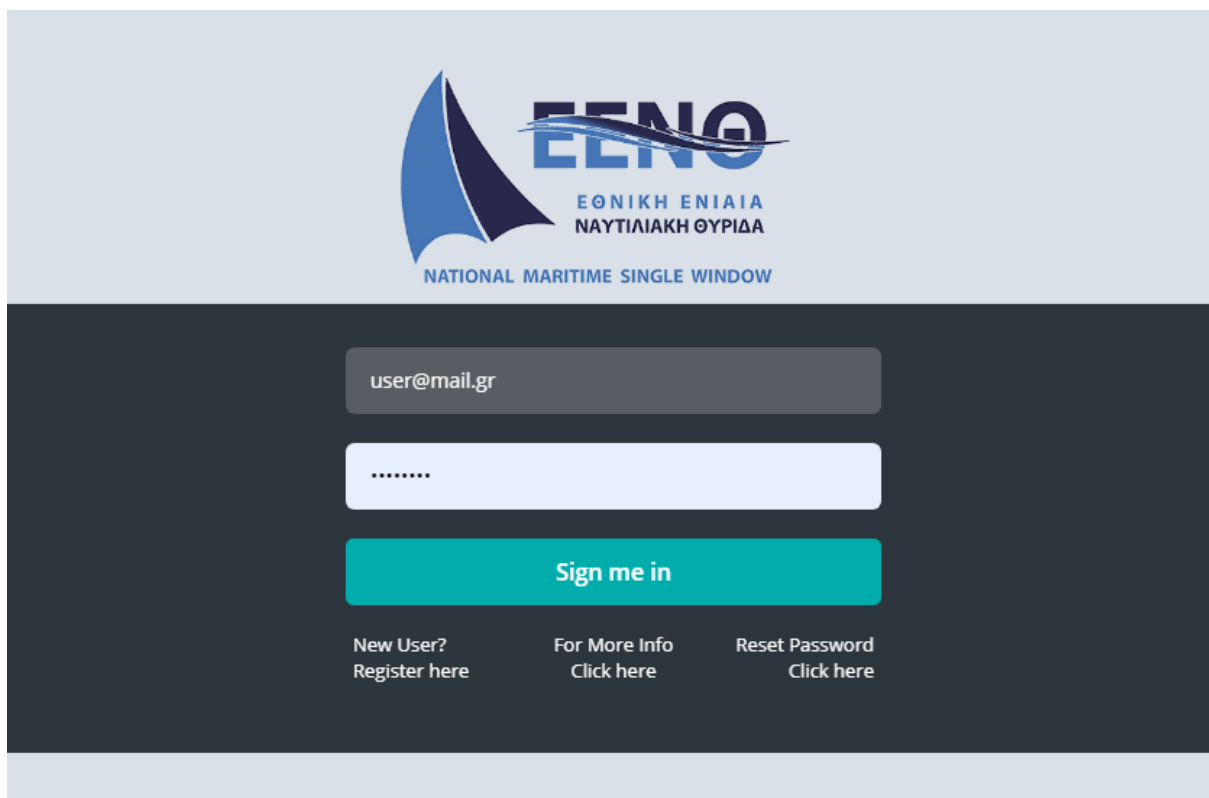 ΕΕΝΘ
ΕΘΝΙΚΗ ΕΝΙΑΙΑ
ΝΑΥΤΙΛΙΑΚΗ ΘΥΡΙΔΑ
NATIONAL MARITIME SINGLE WINDOW
user@mail.gr
••••••••
Sign me in
New User? For More Info Reset Password
Register here Click here Click here